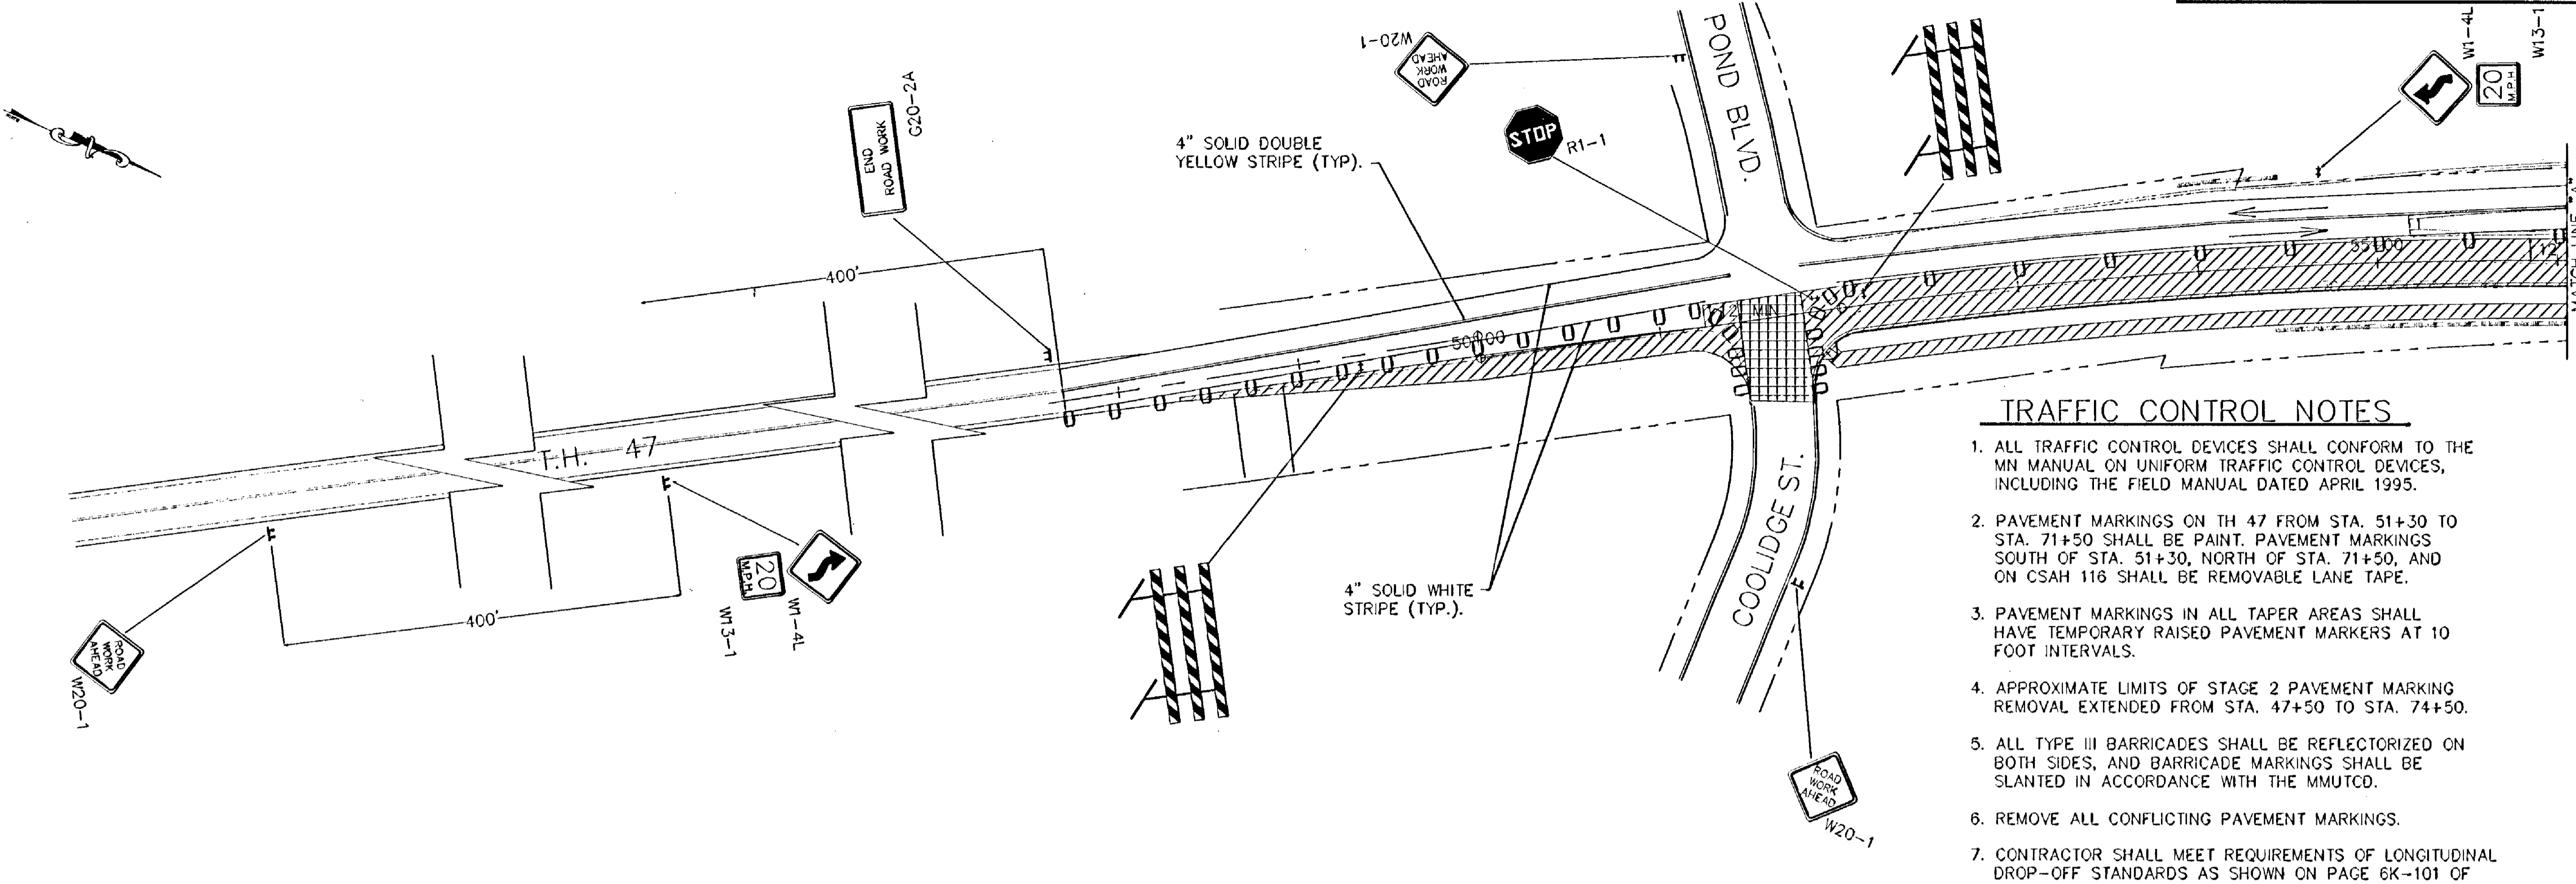 W20-1
ROAD
WORK
AHEAD
POND BLVD.
W1-4L
W13-1
20
M.P.H
END
ROAD WORK
G20-2A
4" SOLID DOUBLE
YELLOW STRIPE (TYP).
STOP
R1-1
400'
55+00
12'
MATCH LINE "A"
50+00
12' MIN
T.H. 47
400'
ROAD
WORK
AHEAD
W20-1
20
M.P.H.
W13-1
W1-4L
4" SOLID WHITE
STRIPE (TYP.).
COOLIDGE ST.
ROAD
WORK
AHEAD
W20-1
TRAFFIC CONTROL NOTES
1. ALL TRAFFIC CONTROL DEVICES SHALL CONFORM TO THE
MN MANUAL ON UNIFORM TRAFFIC CONTROL DEVICES,
INCLUDING THE FIELD MANUAL DATED APRIL 1995.
2. PAVEMENT MARKINGS ON TH 47 FROM STA. 51+30 TO
STA. 71+50 SHALL BE PAINT. PAVEMENT MARKINGS
SOUTH OF STA. 51+30, NORTH OF STA. 71+50, AND
ON CSAH 116 SHALL BE REMOVABLE LANE TAPE.
3. PAVEMENT MARKINGS IN ALL TAPER AREAS SHALL
HAVE TEMPORARY RAISED PAVEMENT MARKERS AT 10
FOOT INTERVALS.
4. APPROXIMATE LIMITS OF STAGE 2 PAVEMENT MARKING
REMOVAL EXTENDED FROM STA. 47+50 TO STA. 74+50.
5. ALL TYPE III BARRICADES SHALL BE REFLECTORIZED ON
BOTH SIDES, AND BARRICADE MARKINGS SHALL BE
SLANTED IN ACCORDANCE WITH THE MMUTCD.
6. REMOVE ALL CONFLICTING PAVEMENT MARKINGS.
7. CONTRACTOR SHALL MEET REQUIREMENTS OF LONGITUDINAL
DROP-OFF STANDARDS AS SHOWN ON PAGE 6K-101 OF